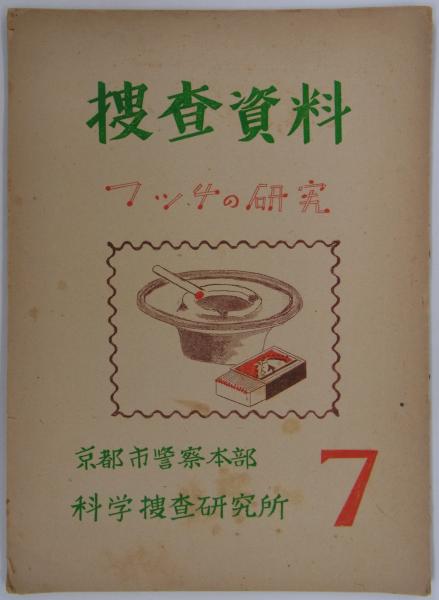 捜査資料
マッチの研究
京都市警察本部
科学捜査研究所
7